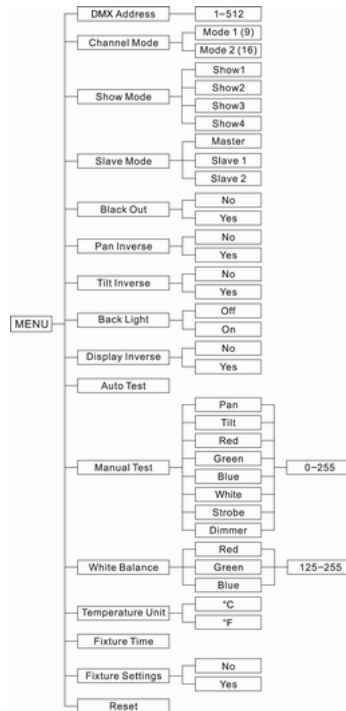 MENU
DMX Address
1–512
Channel Mode
Mode 1 (9)
Mode 2 (16)
Show Mode
Show1
Show2
Show3
Show4
Slave Mode
Master
Slave 1
Slave 2
Black Out
No
Yes
Pan Inverse
No
Yes
Tilt Inverse
No
Yes
Back Light
Off
On
Display Inverse
No
Yes
Auto Test
Manual Test
Pan
Tilt
Red
Green
Blue
White
Strobe
Dimmer
0–255
White Balance
Red
Green
Blue
125–255
Temperature Unit
°C
°F
Fixture Time
Fixture Settings
No
Yes
Reset